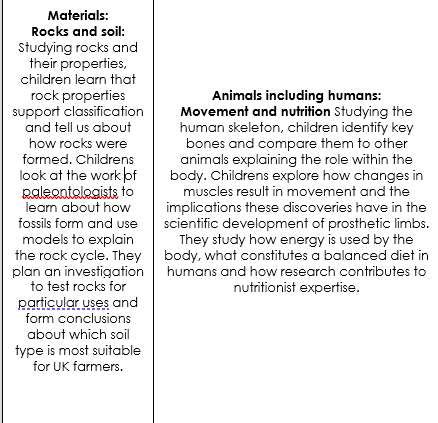 Materials:
Rocks and soil:
Studying rocks and
their properties,
children learn that
rock properties
support classification
and tell us about
how rocks were
formed. Childrens
look at the work of
paleontologists to
learn about how
fossils form and use
models to explain
the rock cycle. They
plan an investigation
to test rocks for
particular uses and
form conclusions
about which soil
type is most suitable
for UK farmers.
Animals including humans:
Movement and nutrition Studying the
human skeleton, children identify key
bones and compare them to other
animals explaining the role within the
body. Childrens explore how changes in
muscles result in movement and the
implications these discoveries have in the
scientific development of prosthetic limbs.
They study how energy is used by the
body, what constitutes a balanced diet in
humans and how research contributes to
nutritionist expertise.